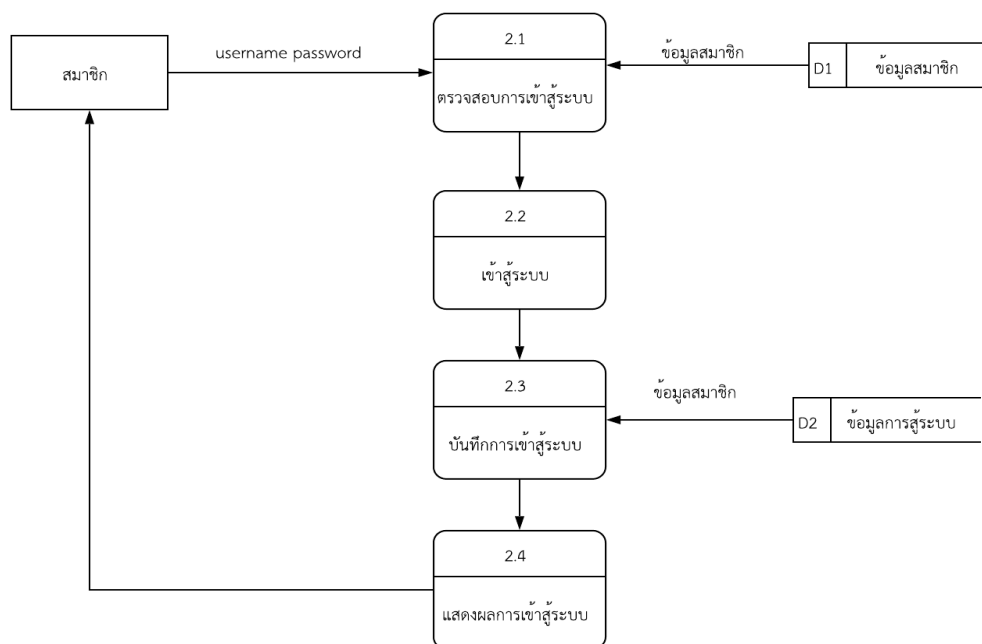 สมาชิก
username password
2.1
ตรวจสอบการเข้าสู้ระบบ
ข้อมูลสมาชิก
D1 ข้อมูลสมาชิก
2.2
เข้าสู้ระบบ
2.3
บันทึกการเข้าสู้ระบบ
ข้อมูลสมาชิก
D2 ข้อมูลการสู้ระบบ
2.4
แสดงผลการเข้าสู้ระบบ